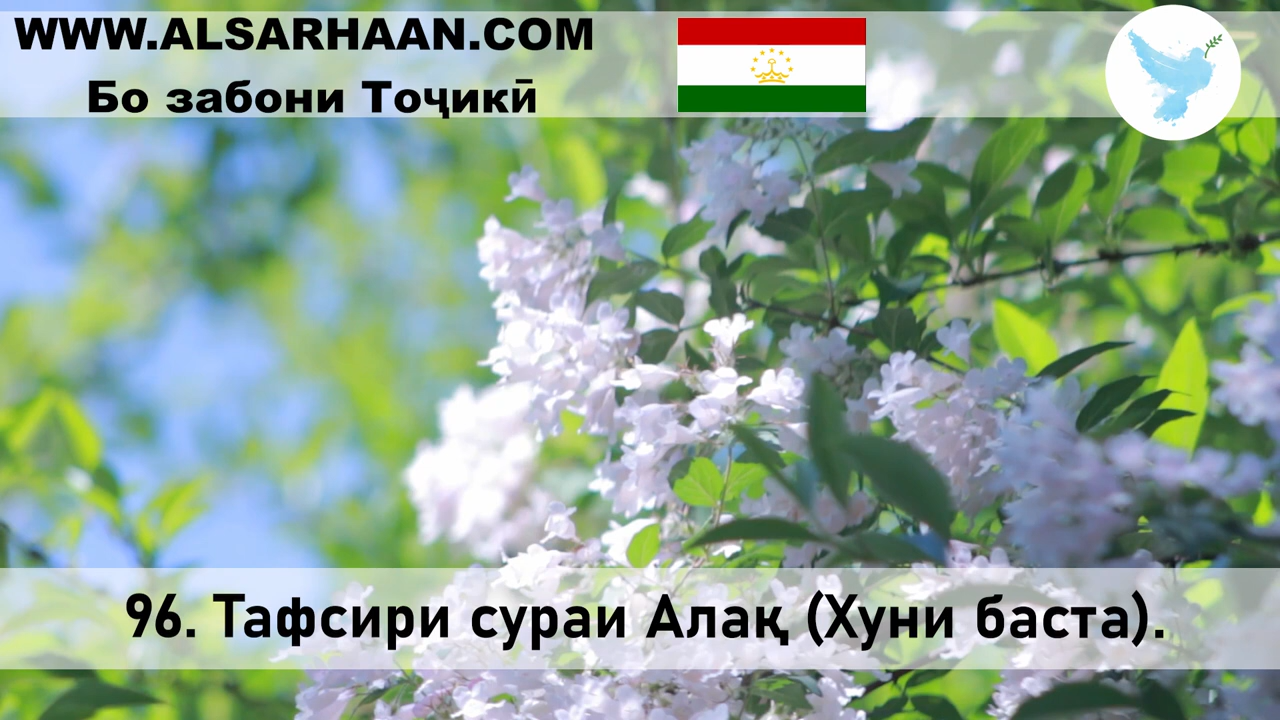 WWW.ALSARHAAN.COM
Бо забони Тоҷикӣ
96. Тафсири сураи Алақ (Хуни баста).